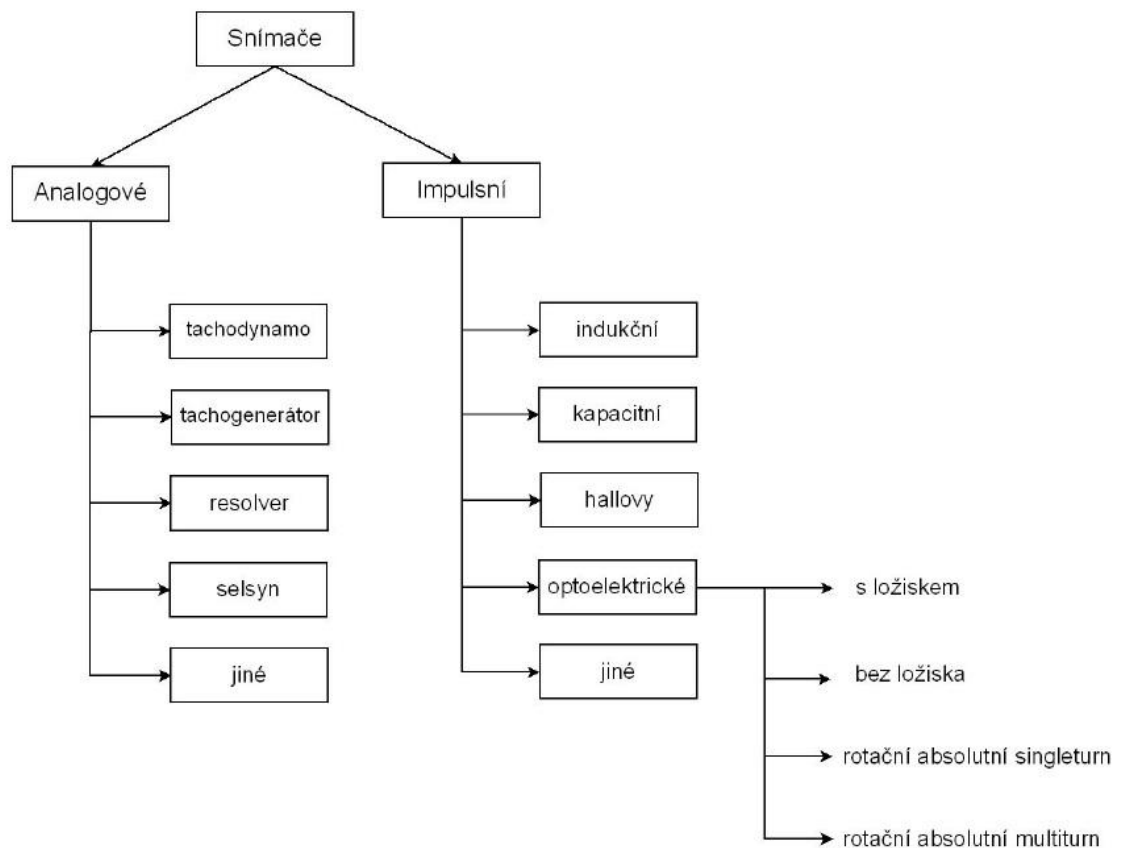 Snímače
Analogové
Impulsní
tachodynamo
tachogenerátor
resolver
selsyn
jiné
indukční
kapacitní
hallovy
optoelektrické
jiné
s ložiskem
bez ložiska
rotační absolutní singleturn
rotační absolutní multiturn